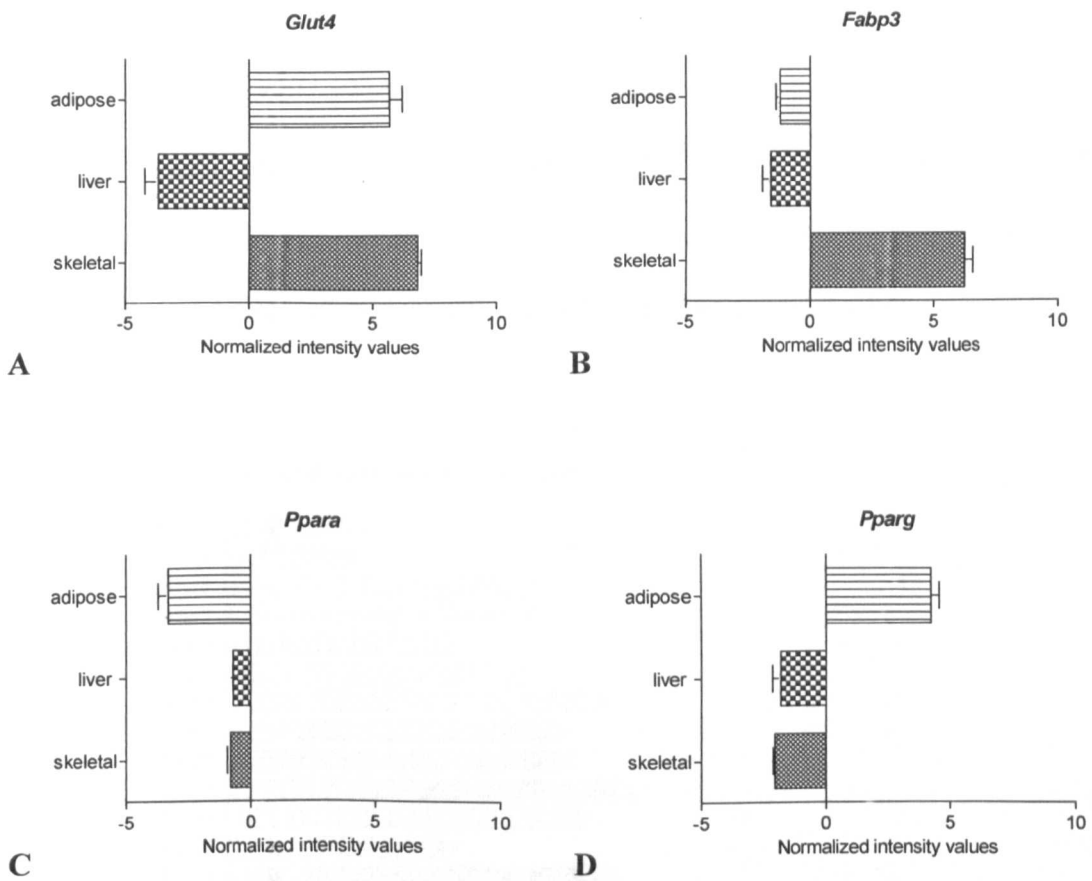 Glut4
adipose
liver
skeletal
-5 0 5 10
Normalized intensity values
A
Fabp3
adipose
liver
skeletal
-5 0 5 10
Normalized intensity values
B
Ppara
adipose
liver
skeletal
-5 0 5 10
Normalized intensity values
C
Pparg
adipose
liver
skeletal
-5 0 5 10
Normalized intensity values
D